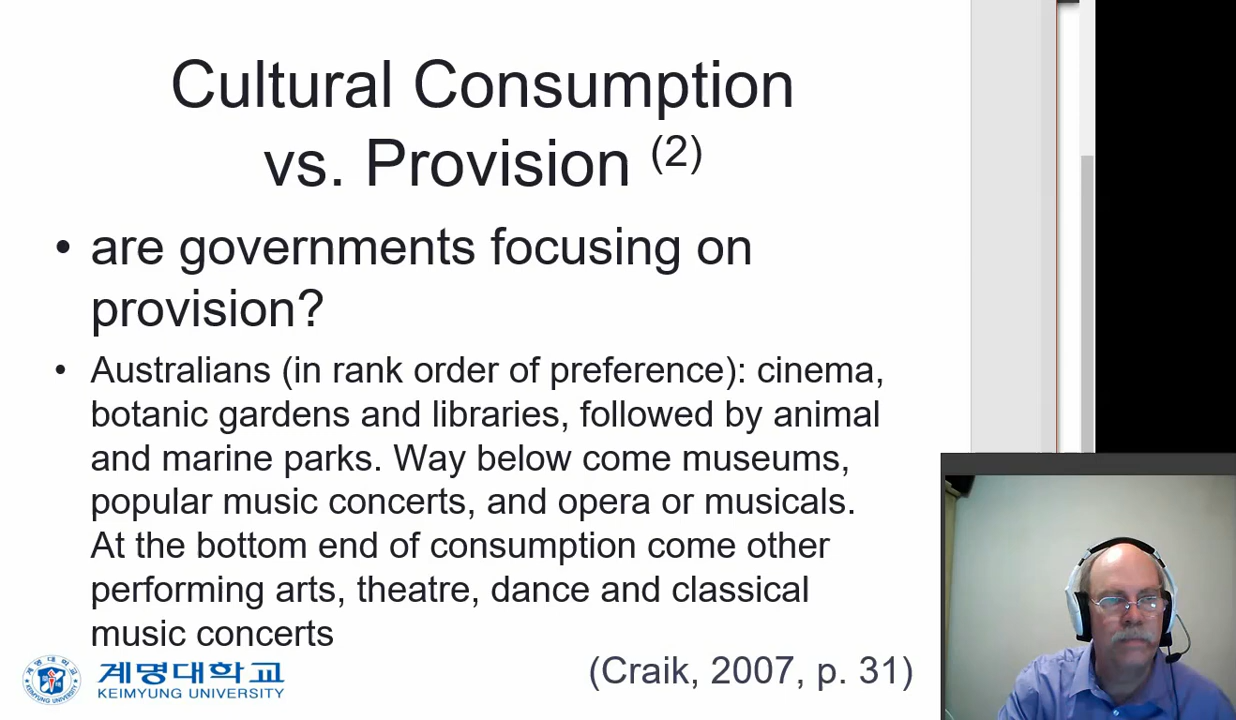 Cultural Consumption
vs. Provision (2)
• are governments focusing on
provision?
• Australians (in rank order of preference): cinema,
botanic gardens and libraries, followed by animal
and marine parks. Way below come museums,
popular music concerts, and opera or musicals.
At the bottom end of consumption come other
performing arts, theatre, dance and classical
music concerts
계명대학교
KEIMYUNG UNIVERSITY
(Craik, 2007, p. 31)